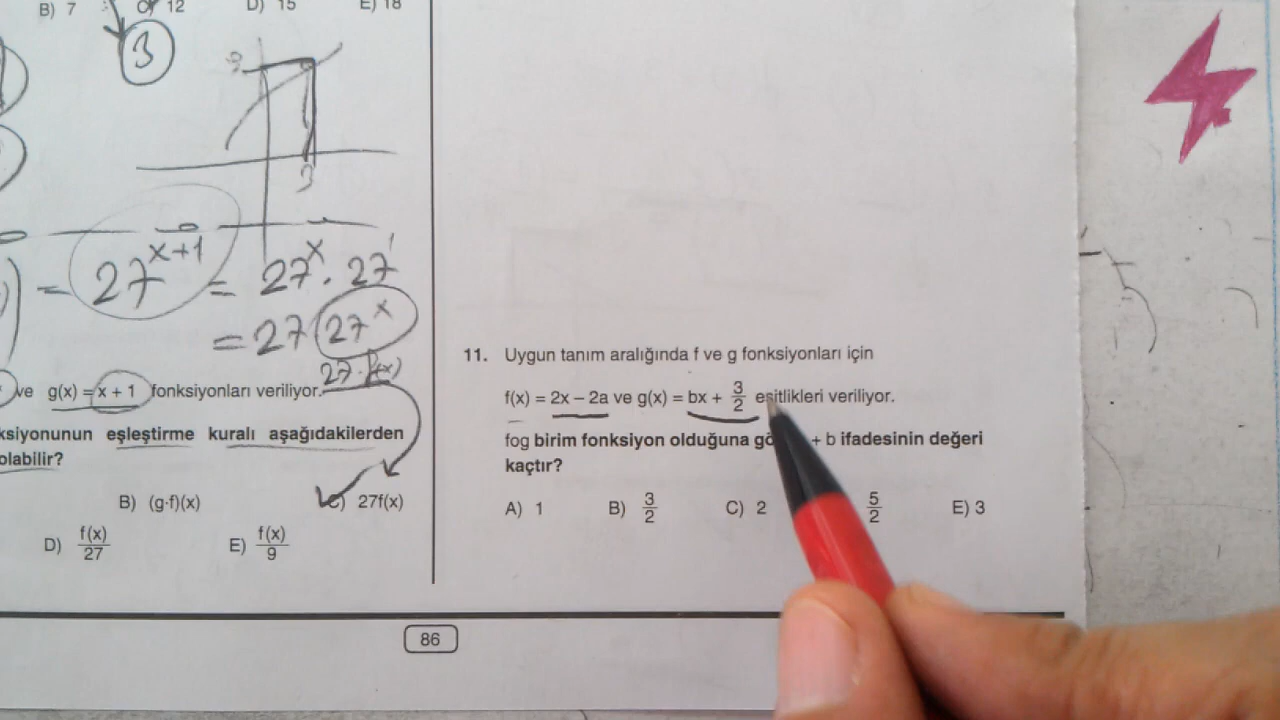 B) 7
12
D) 15
E) 18
3
3
27^{x+1} = 27^x . 27^1
= 27 27^x
27 . f(x)
ve g(x) = x + 1 fonksiyonları veriliyor.
ksiyonunun eşleştirme kuralı aşağıdakilerden
olabilir?
B) (g·f)(x)
C) 27f(x)
D) f(x)/27
E) f(x)/9
11. Uygun tanım aralığında f ve g fonksiyonları için
f(x) = 2x – 2a ve g(x) = bx + 3/2 eşitlikleri veriliyor.
fog birim fonksiyon olduğuna + b ifadesinin değeri
kaçtır?
A) 1
B) 3/2
C) 2
5/2
E) 3
86